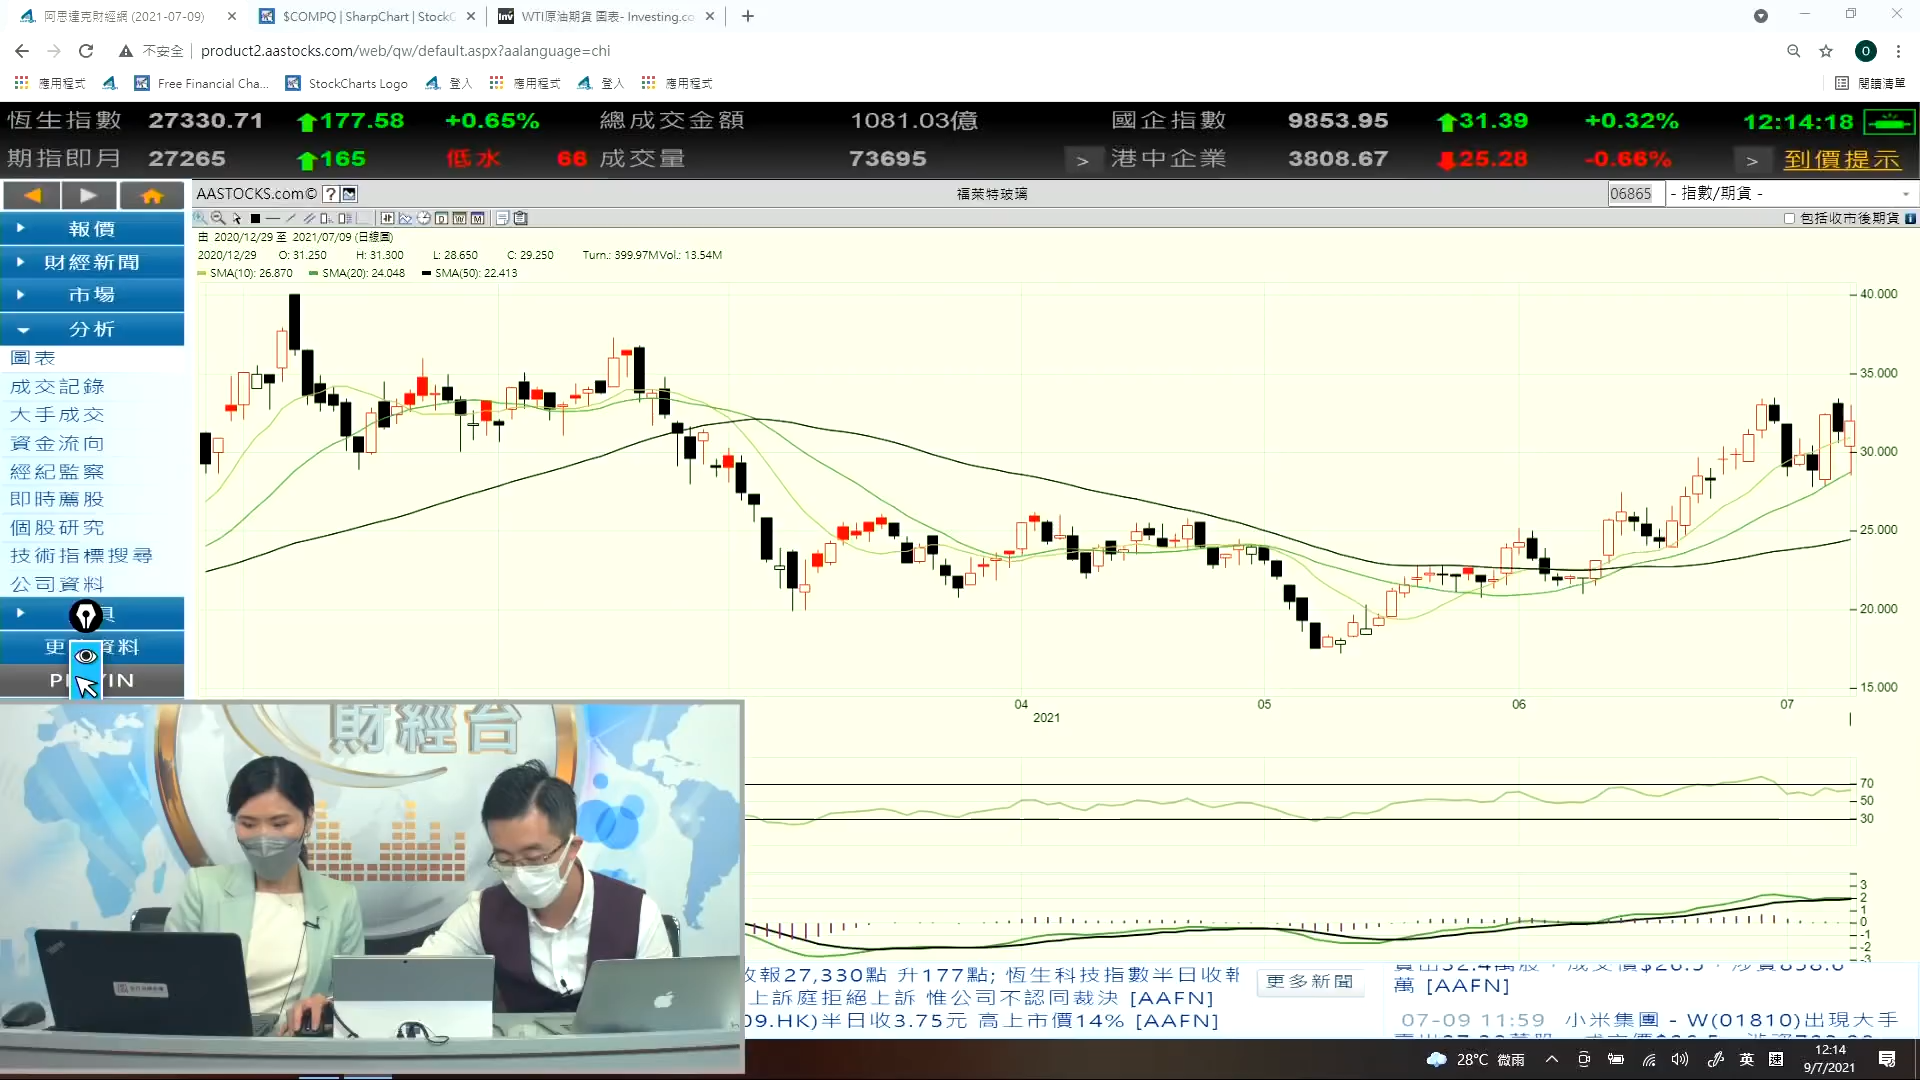 阿思達克財經網 (2021-07-09)
$COMPQ | SharpChart | StockC
WTI原油期貨 圖表- Investing.co
不安全
product2.aastocks.com/web/qw/default.aspx?aalanguage=chi
應用程式
Free Financial Cha...
StockCharts Logo
登入
應用程式
登入
應用程式
閱讀清單
恆生指數 27330.71 177.58 +0.65% 總成交金額 1081.03億 國企指數 9853.95 31.39 +0.32% 12:14:18
期指即月 27265 165 低水 66 成交量 73695 > 港中企業 3808.67 25.28 -0.66% > 到價提示
AASTOCKS.com© ?
福萊特玻璃
06865 - 指數/期貨 -
包括收市後期貨
報價
財經新聞
市場
分析
圖表
成交記錄
大手成交
資金流向
經紀監察
即時薦股
個股研究
技術指標搜尋
公司資料
由 2020/12/29 至 2021/07/09 (日線圖)
2020/12/29 O: 31.250 H: 31.300 L: 28.650 C: 29.250 Turn.: 399.97M Vol.: 13.54M
SMA(10): 26.870 SMA(20): 24.048 SMA(50): 22.413
40.000
35.000
30.000
25.000
20.000
15.000
04 05 06 07
2021
70
50
30
3
2
1
0
-1
-2
-3
財經台
收報27,330點 升177點; 恆生科技指數半日收報
上訴庭拒絕上訴 惟公司不認同裁決 [AAFN]
09.HK)半日收3.75元 高上市價14% [AAFN]
更多新聞
萬 [AAFN]
07-09 11:59 小米集團 - W(01810)出現大手
28°C 微雨
英
12:14
9/7/2021